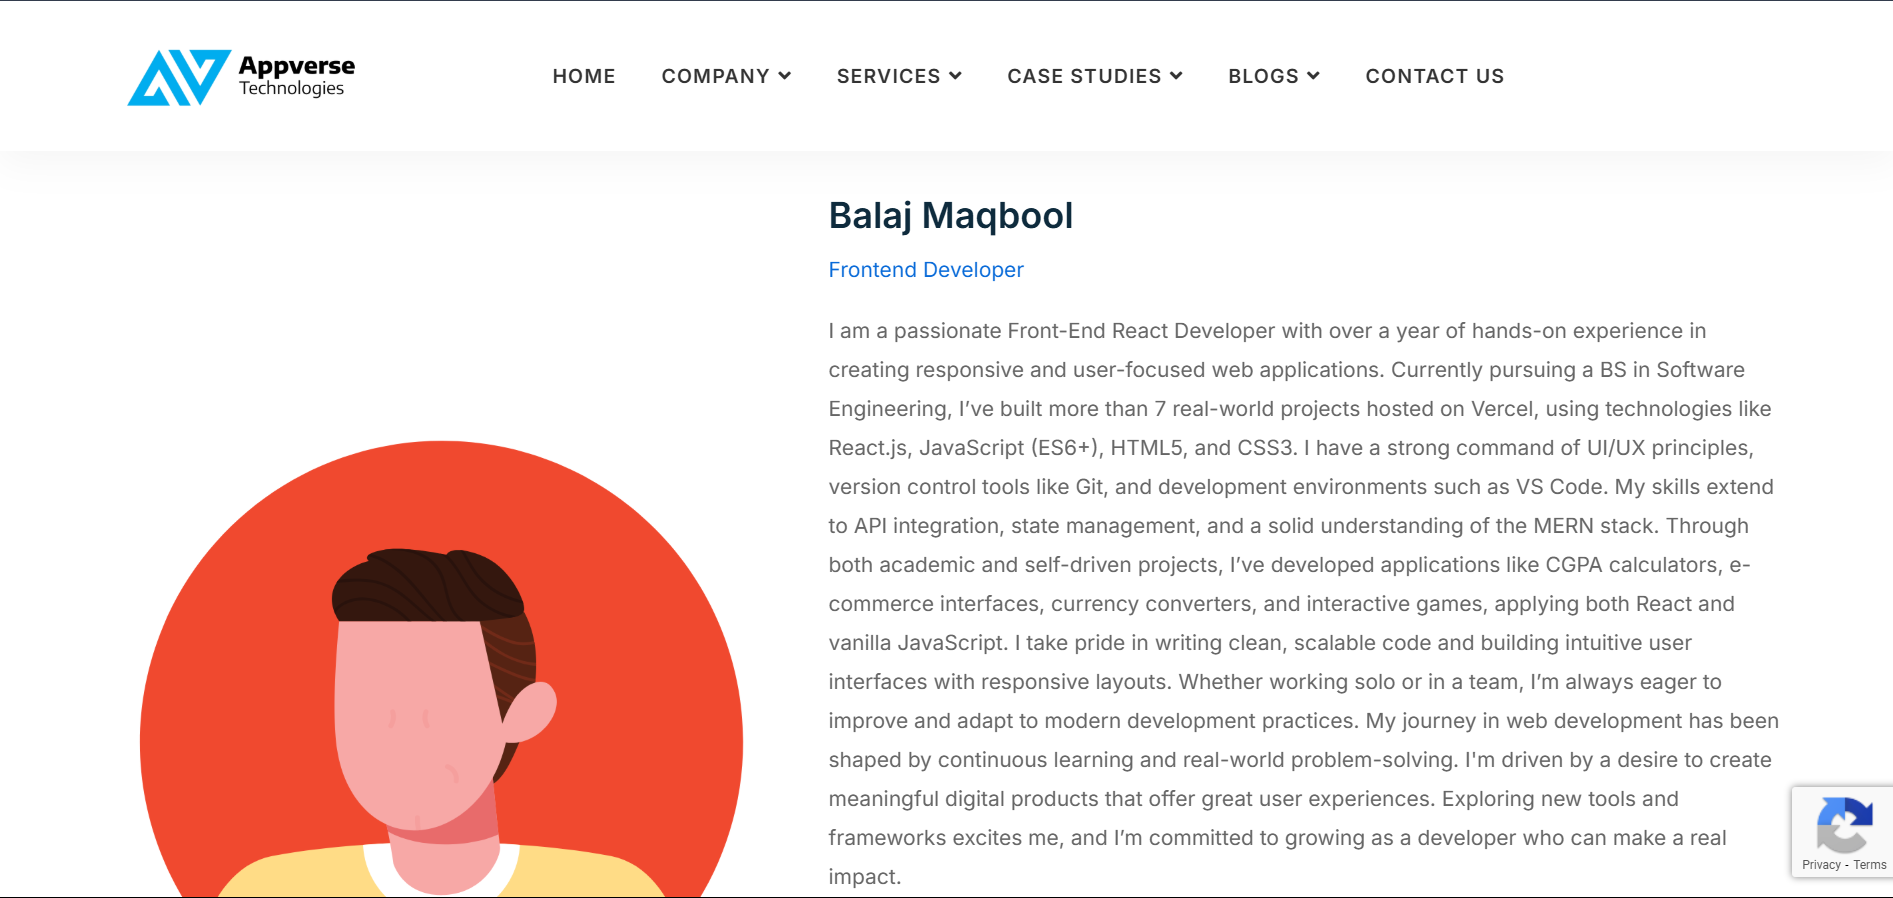 Appverse
Technologies
HOME
COMPANY
SERVICES
CASE STUDIES
BLOGS
CONTACT US
Balaj Maqbool
Frontend Developer
I am a passionate Front-End React Developer with over a year of hands-on experience in
creating responsive and user-focused web applications. Currently pursuing a BS in Software
Engineering, I’ve built more than 7 real-world projects hosted on Vercel, using technologies like
React.js, JavaScript (ES6+), HTML5, and CSS3. I have a strong command of UI/UX principles,
version control tools like Git, and development environments such as VS Code. My skills extend
to API integration, state management, and a solid understanding of the MERN stack. Through
both academic and self-driven projects, I’ve developed applications like CGPA calculators, e-
commerce interfaces, currency converters, and interactive games, applying both React and
vanilla JavaScript. I take pride in writing clean, scalable code and building intuitive user
interfaces with responsive layouts. Whether working solo or in a team, I’m always eager to
improve and adapt to modern development practices. My journey in web development has been
shaped by continuous learning and real-world problem-solving. I'm driven by a desire to create
meaningful digital products that offer great user experiences. Exploring new tools and
frameworks excites me, and I’m committed to growing as a developer who can make a real
impact.
Privacy - Terms